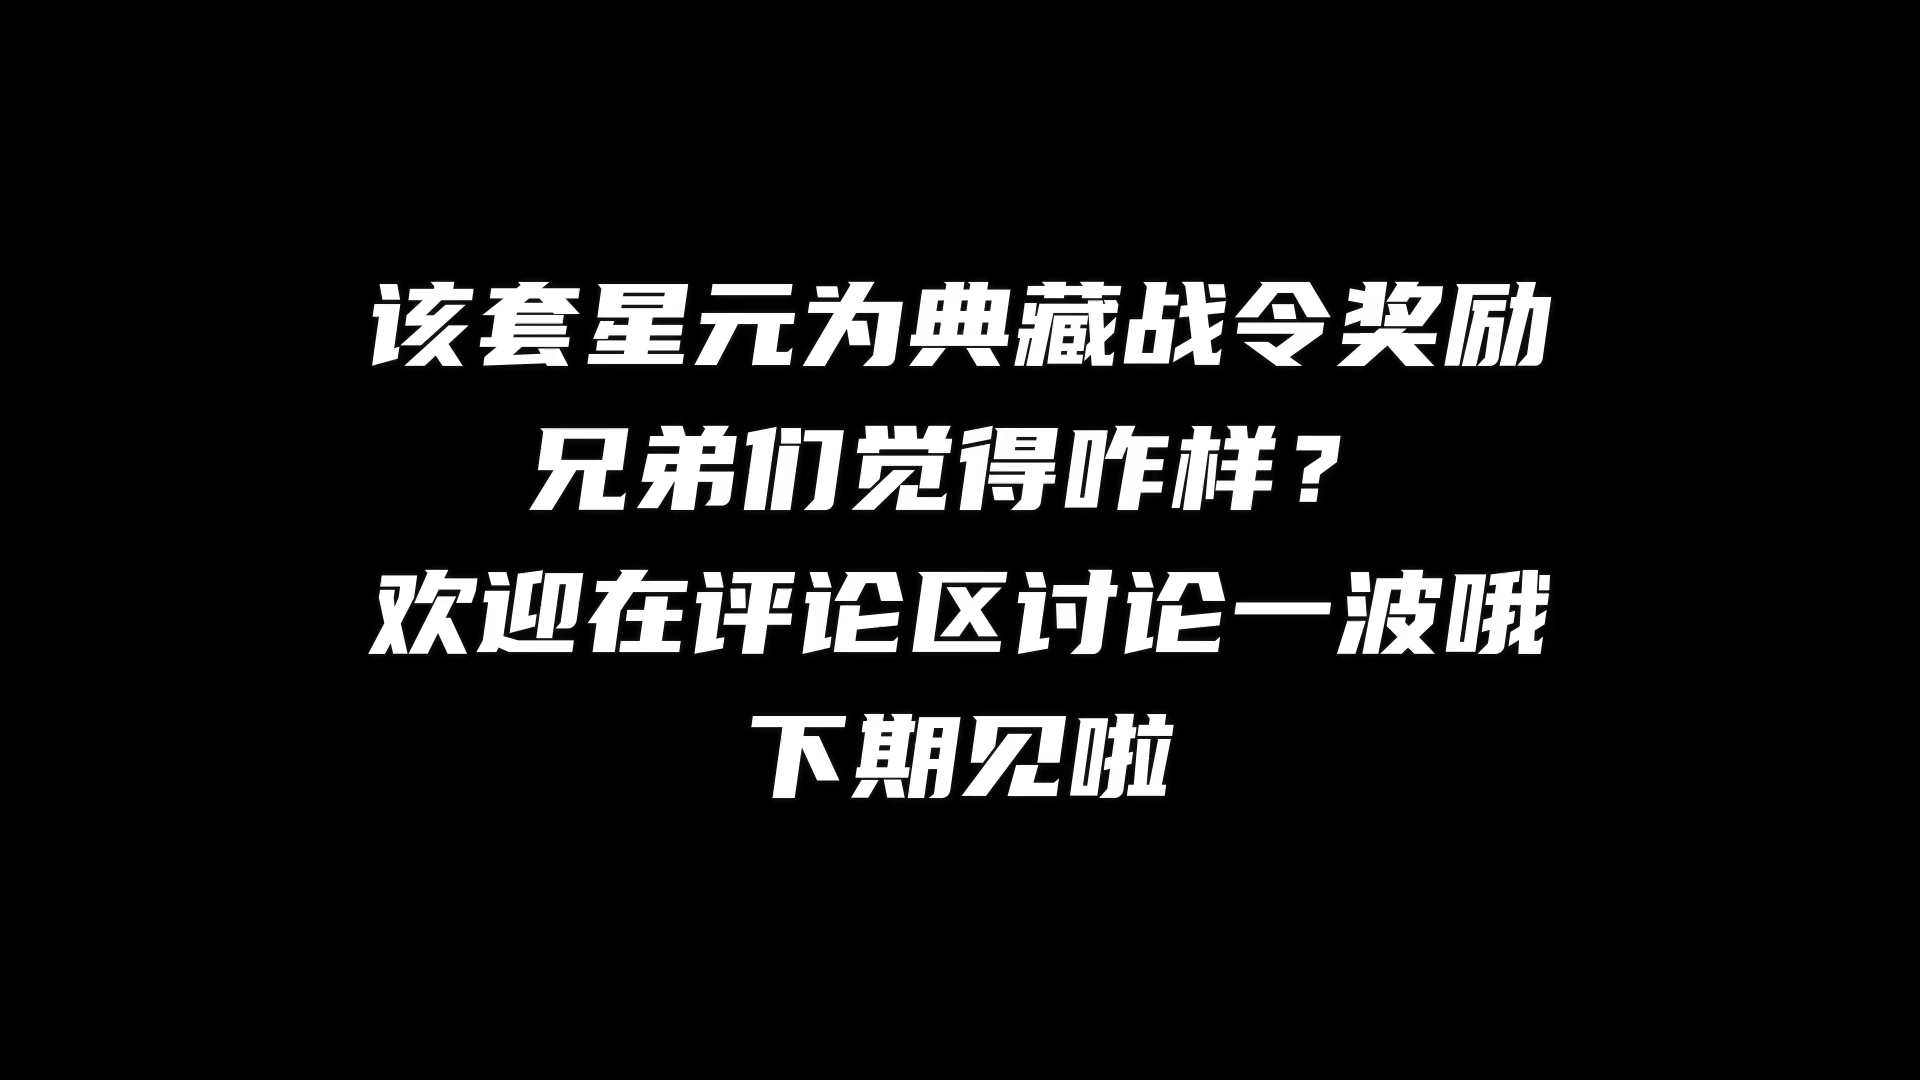 该套星元为典藏战令奖励
兄弟们觉得咋样？
欢迎在评论区讨论一波哦
下期见啦